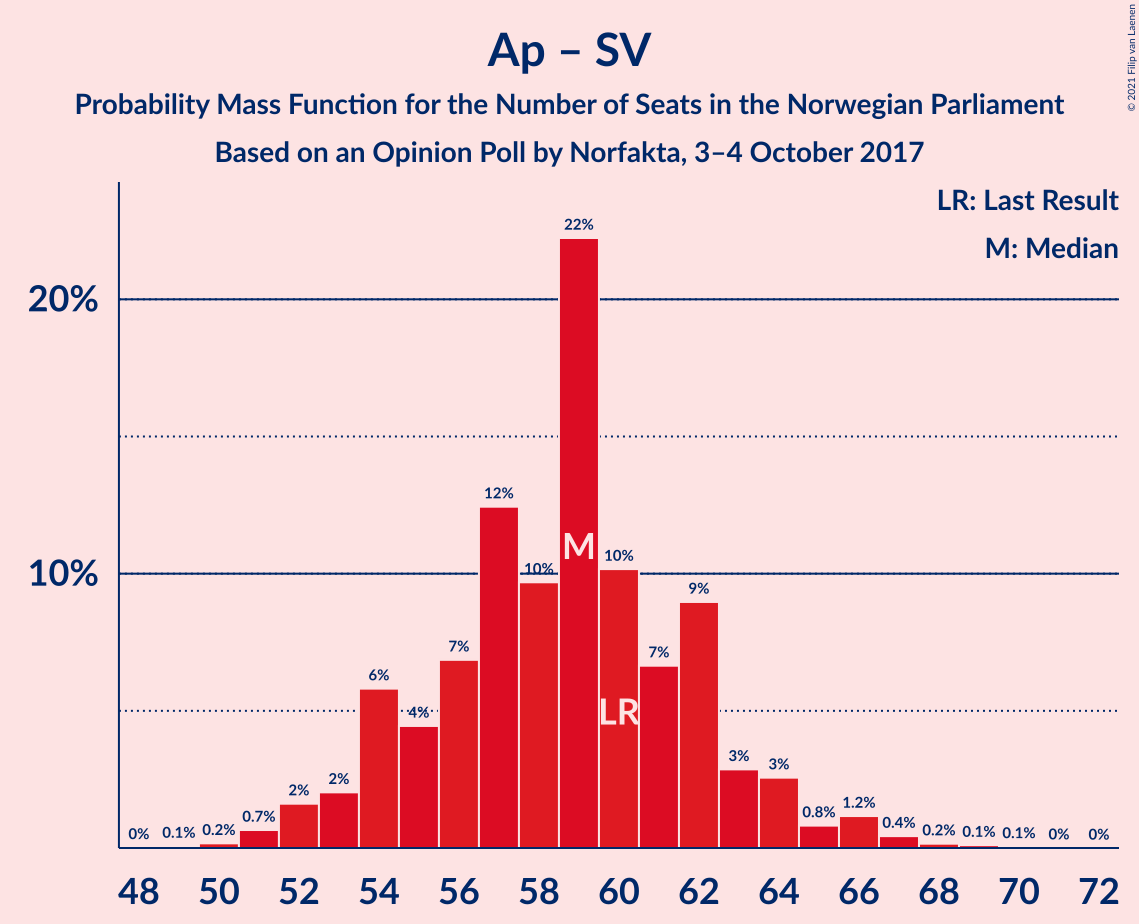 Ap – SV
Probability Mass Function for the Number of Seats in the Norwegian Parliament
Based on an Opinion Poll by Norfakta, 3–4 October 2017
© 2021 Filip van Laenen
LR: Last Result
M: Median
20%
10%
0% 0.1% 0.2% 0.7% 2% 2% 6% 4% 7% 12% 10% 22% 10% 7% 9% 3% 3% 0.8% 1.2% 0.4% 0.2% 0.1% 0.1% 0% 0%
M
LR
48 50 52 54 56 58 60 62 64 66 68 70 72